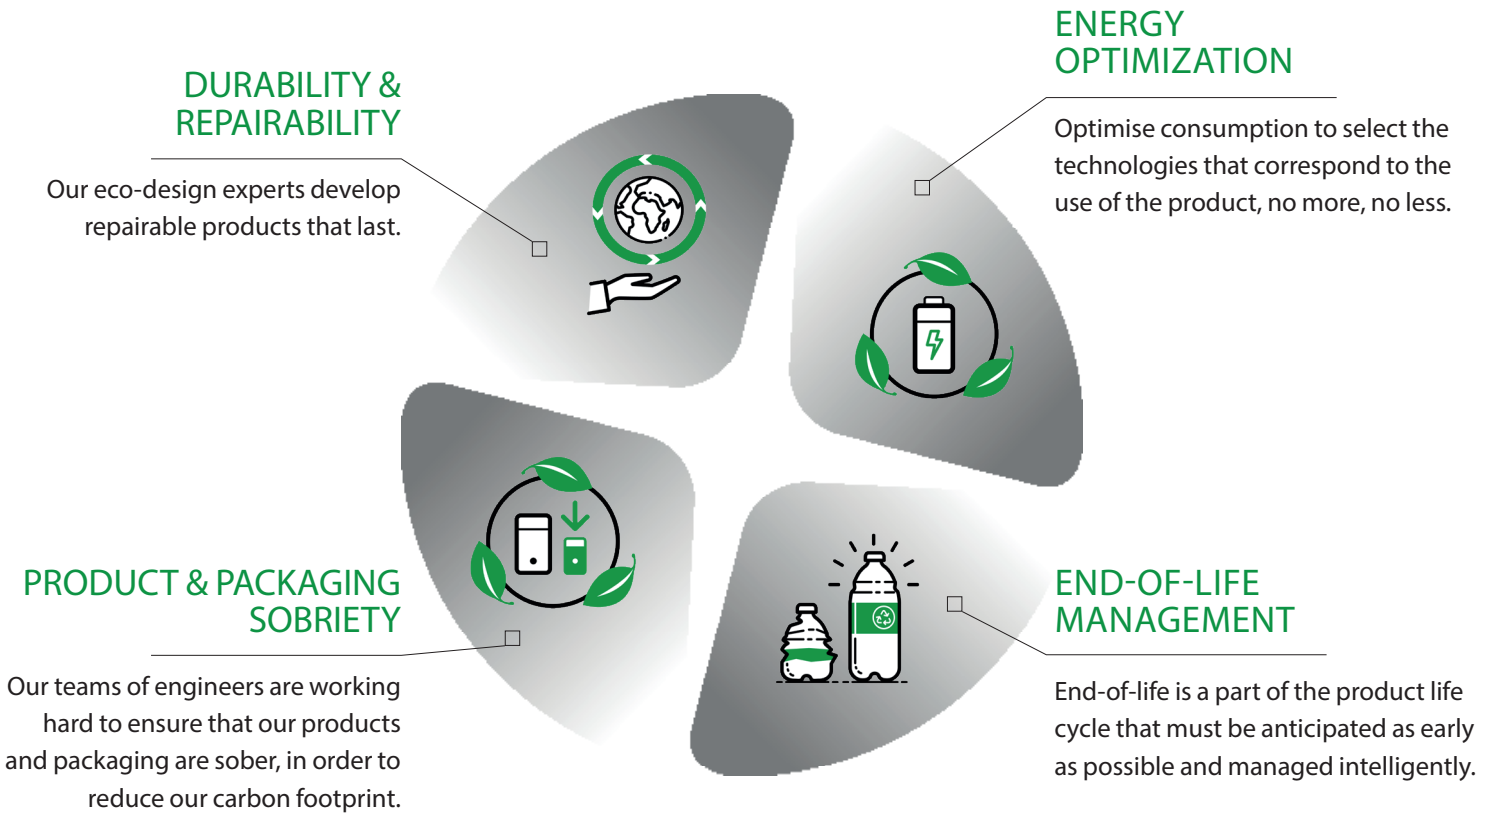 DURABILITY &
REPAIRABILITY
Our eco-design experts develop
repairable products that last.
ENERGY
OPTIMIZATION
Optimise consumption to select the
technologies that correspond to the
use of the product, no more, no less.
PRODUCT & PACKAGING
SOBRIETY
Our teams of engineers are working
hard to ensure that our products
and packaging are sober, in order to
reduce our carbon footprint.
END-OF-LIFE
MANAGEMENT
End-of-life is a part of the product life
cycle that must be anticipated as early
as possible and managed intelligently.